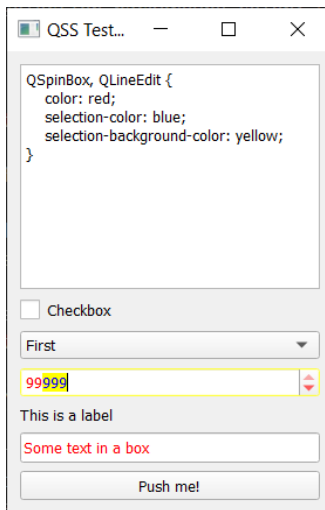 QSS Test...
QSpinBox, QLineEdit {
    color: red;
    selection-color: blue;
    selection-background-color: yellow;
}
Checkbox
First
99999
This is a label
Some text in a box
Push me!